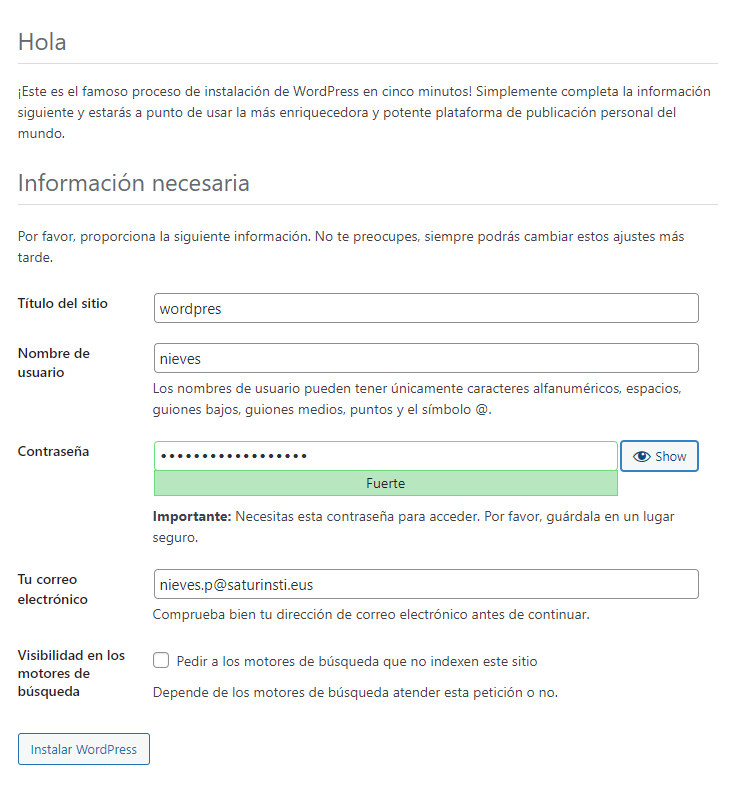 Hola
¡Este es el famoso proceso de instalación de WordPress en cinco minutos! Simplemente completa la información
siguiente y estarás a punto de usar la más enriquecedora y potente plataforma de publicación personal del
mundo.
Información necesaria
Por favor, proporciona la siguiente información. No te preocupes, siempre podrás cambiar estos ajustes más
tarde.
Título del sitio
wordpres
Nombre de
usuario
nieves
Los nombres de usuario pueden tener únicamente caracteres alfanuméricos, espacios,
guiones bajos, guiones medios, puntos y el símbolo @.
Contraseña
••••••••••••••••••
Show
Fuerte
Importante: Necesitas esta contraseña para acceder. Por favor, guárdala en un lugar
seguro.
Tu correo
electrónico
nieves.p@saturinsti.eus
Comprueba bien tu dirección de correo electrónico antes de continuar.
Visibilidad en los
motores de
búsqueda
Pedir a los motores de búsqueda que no indexen este sitio
Depende de los motores de búsqueda atender esta petición o no.
Instalar WordPress